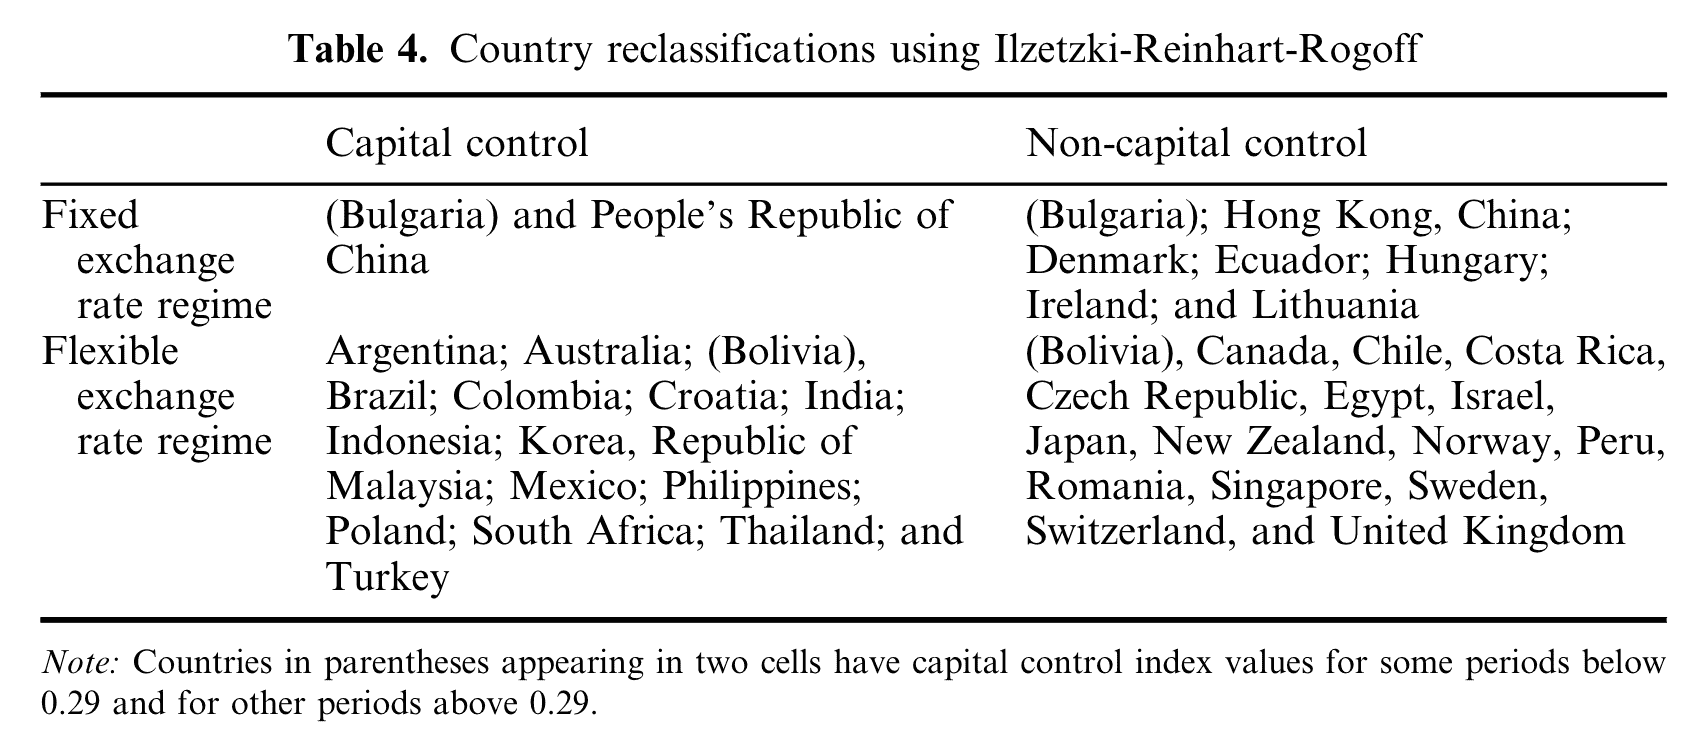 Table 4. Country reclassifications using Ilzetzki-Reinhart-Rogoff
Capital control
Non-capital control
Fixed
exchange
rate regime
(Bulgaria) and People's Republic of
China
(Bulgaria); Hong Kong, China;
Denmark; Ecuador; Hungary;
Ireland; and Lithuania
Flexible
exchange
rate regime
Argentina; Australia; (Bolivia),
Brazil; Colombia; Croatia; India;
Indonesia; Korea, Republic of
Malaysia; Mexico; Philippines;
Poland; South Africa; Thailand; and
Turkey
(Bolivia), Canada, Chile, Costa Rica,
Czech Republic, Egypt, Israel,
Japan, New Zealand, Norway, Peru,
Romania, Singapore, Sweden,
Switzerland, and United Kingdom
Note: Countries in parentheses appearing in two cells have capital control index values for some periods below
0.29 and for other periods above 0.29.